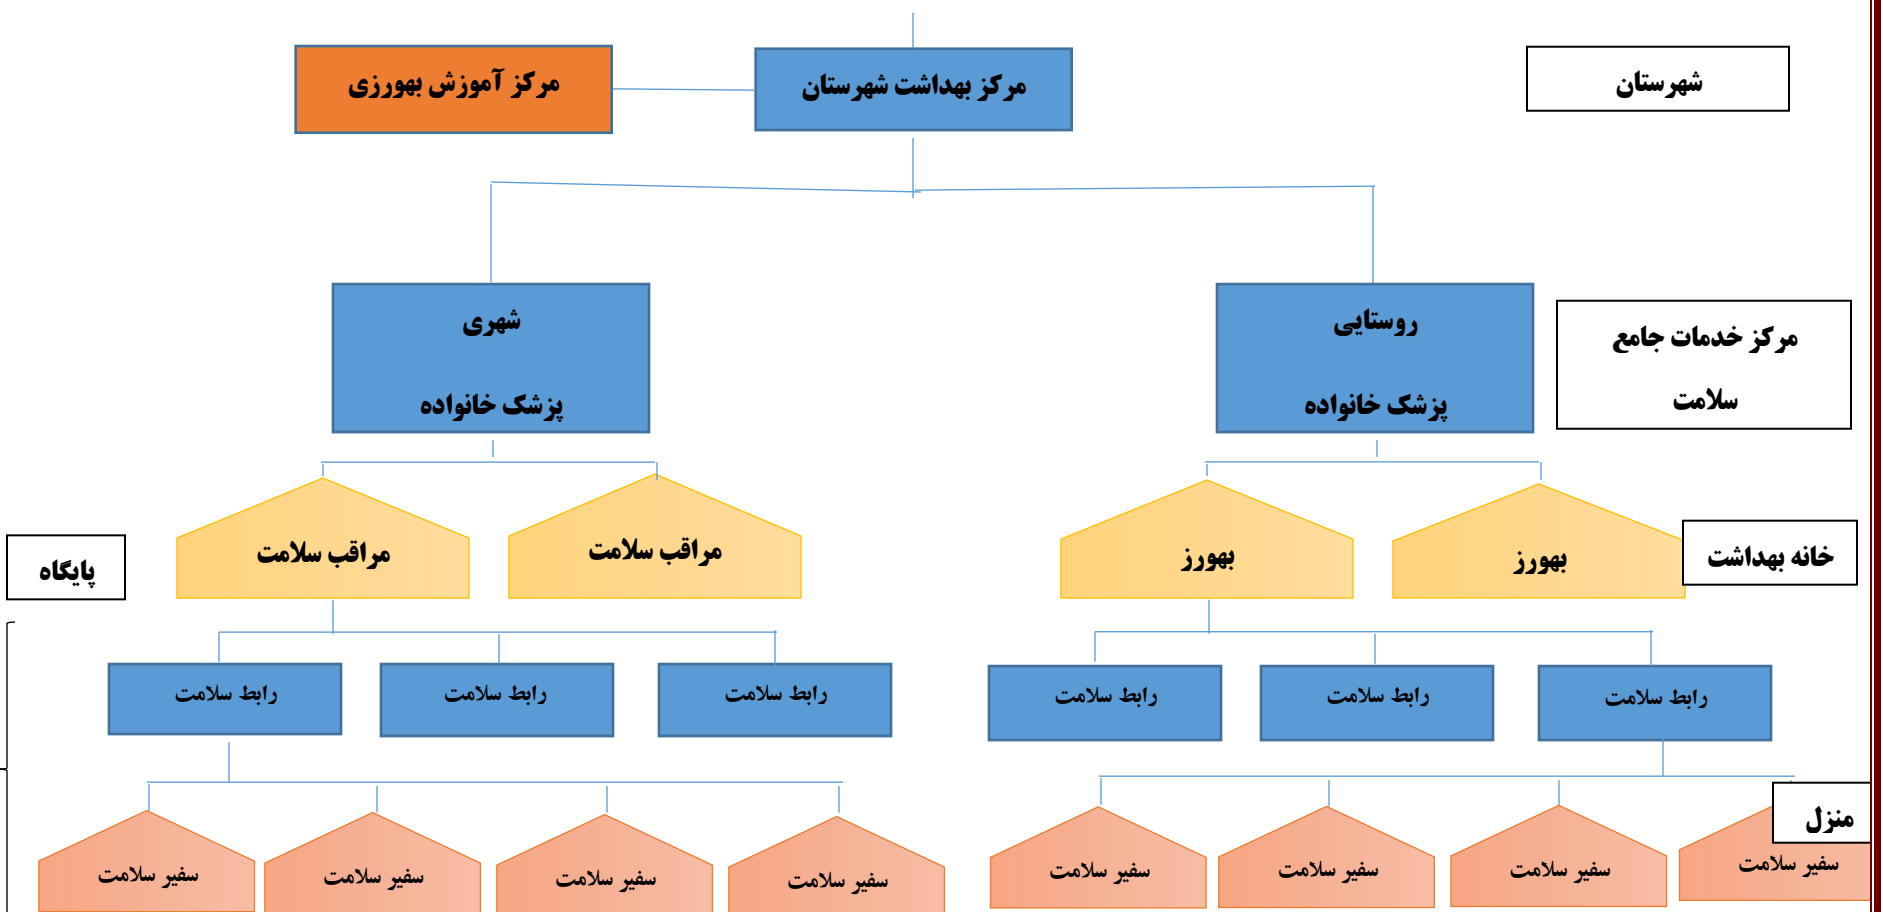 شهرستان
مرکز بهداشت شهرستان
مرکز آموزش بهورزی
مرکز خدمات جامع
سلامت
روستایی
پزشک خانواده
شهری
پزشک خانواده
خانه بهداشت
بهورز
بهورز
مراقب سلامت
مراقب سلامت
پایگاه
رابط سلامت
رابط سلامت
رابط سلامت
رابط سلامت
رابط سلامت
رابط سلامت
منزل
سفیر سلامت
سفیر سلامت
سفیر سلامت
سفیر سلامت
سفیر سلامت
سفیر سلامت
سفیر سلامت
سفیر سلامت